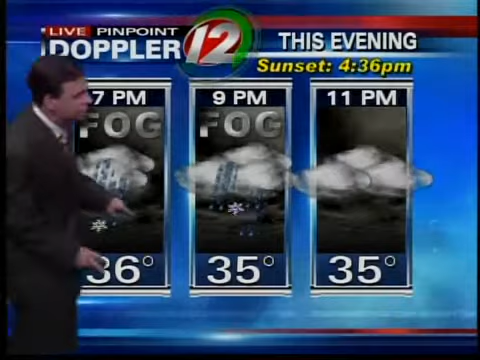 LIVE PINPOINT
DOPPLER 12
THIS EVENING
Sunset: 4:36pm
7 PM
9 PM
11 PM
FOG
FOG
36°
35°
35°